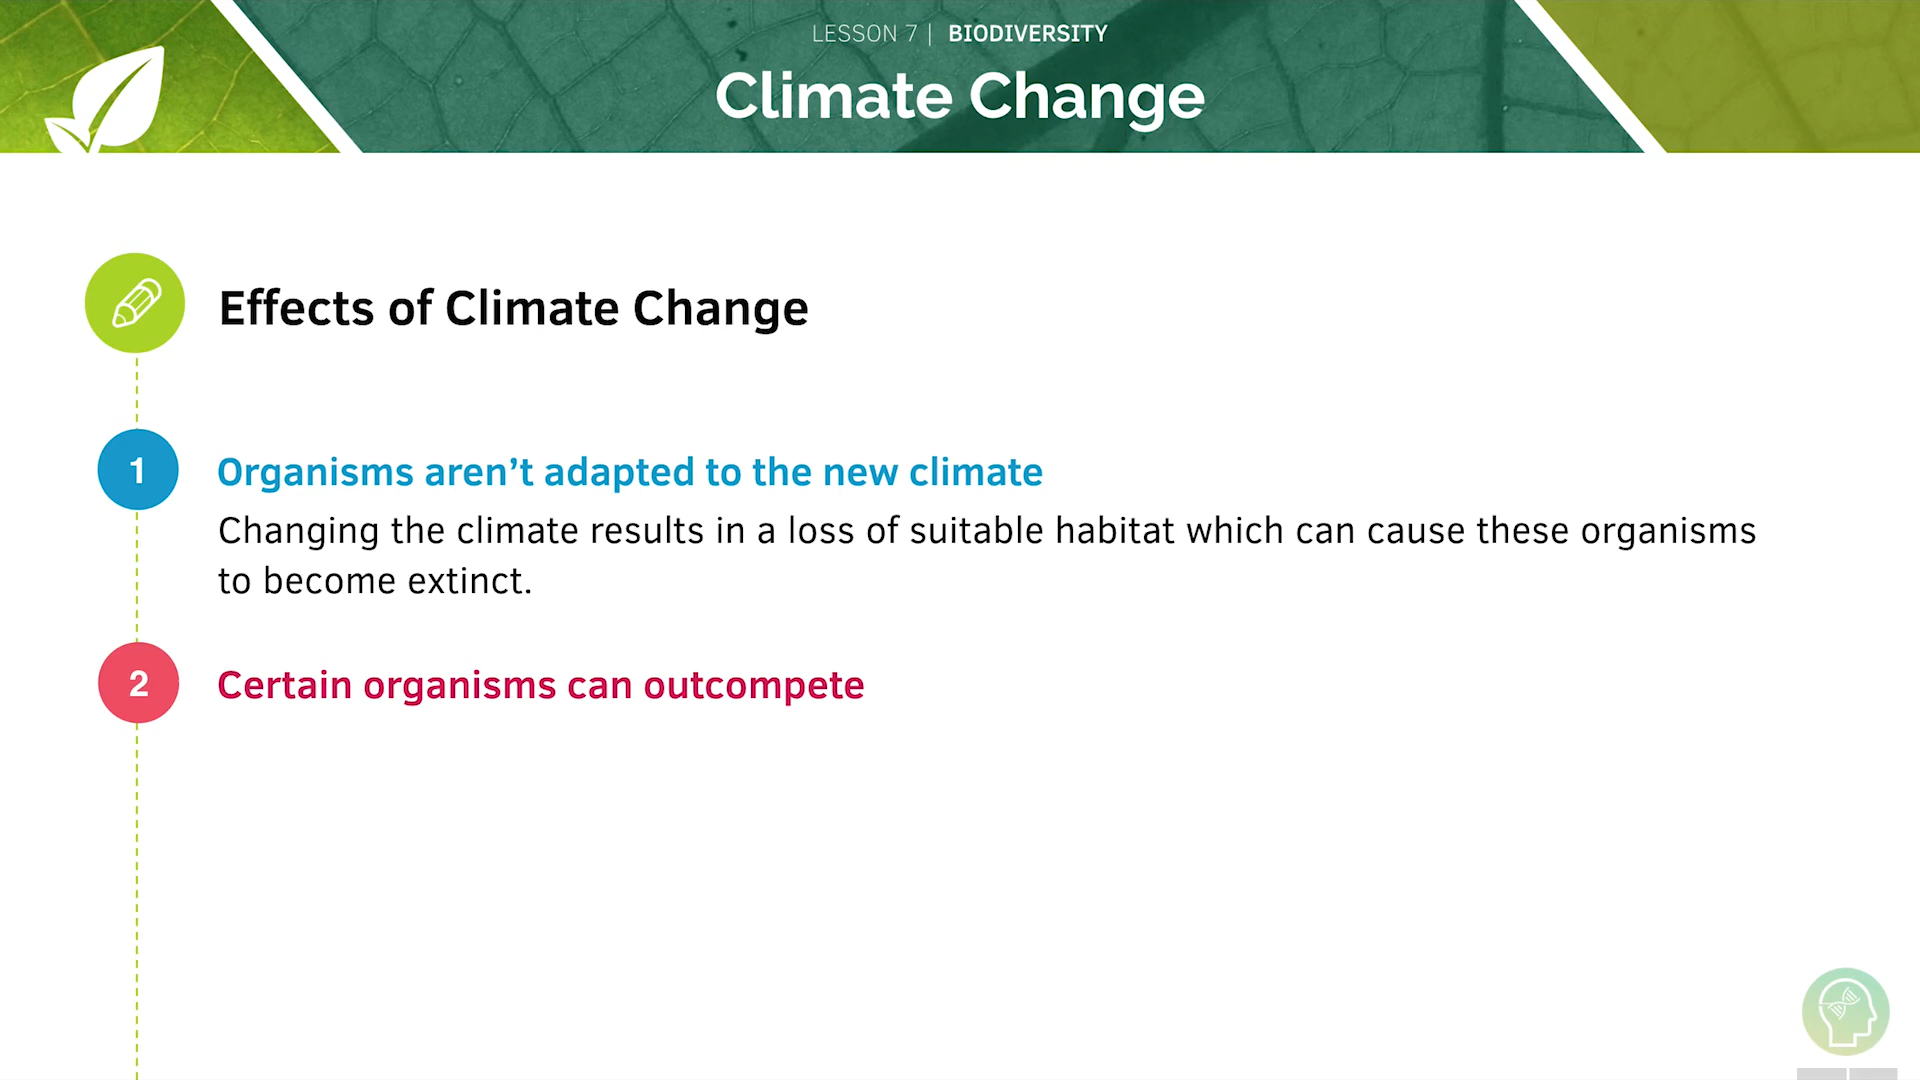 LESSON 7 | BIODIVERSITY
Climate Change
Effects of Climate Change
1
Organisms aren’t adapted to the new climate
Changing the climate results in a loss of suitable habitat which can cause these organisms
to become extinct.
2
Certain organisms can outcompete